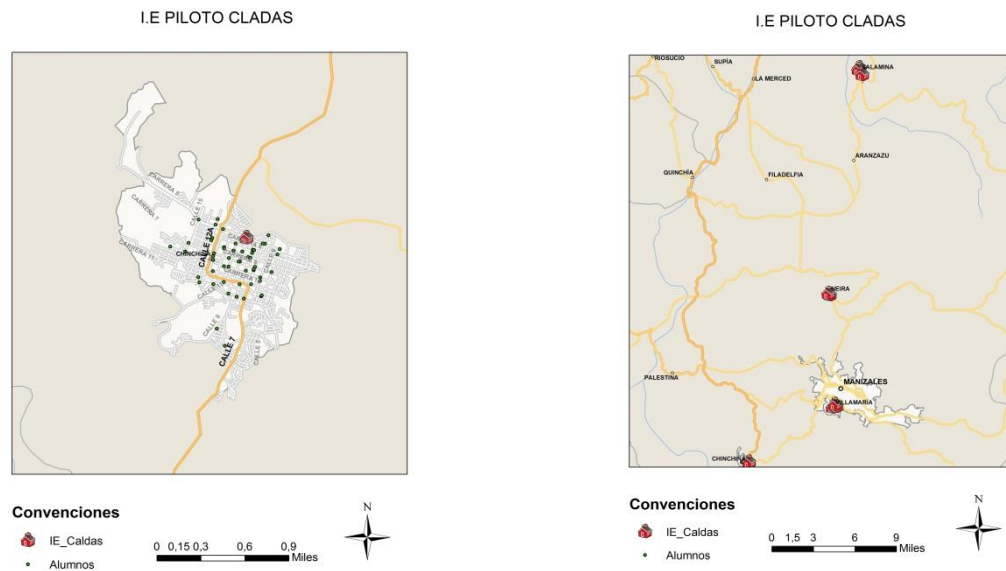 I.E PILOTO CLADAS
CARRERA 5
CALLE 15
CARRERA 7
CARRERA 11
CHINCHINÁ
CALLE 12A
CALLE 9
CALLE 7
Convenciones
IE_Caldas
Alumnos
0 0,15 0,3 0,6 0,9
Miles
N
I.E PILOTO CLADAS
RIOSUCIO
SUPÍA
SALAMINA
LA MERCED
ARANZAZU
QUINCHÍA
FILADELFIA
NEIRA
PALESTINA
MANIZALES
VILLAMARÍA
CHINCHINÁ
Convenciones
IE_Caldas
Alumnos
0 1,5 3 6 9
Miles
N